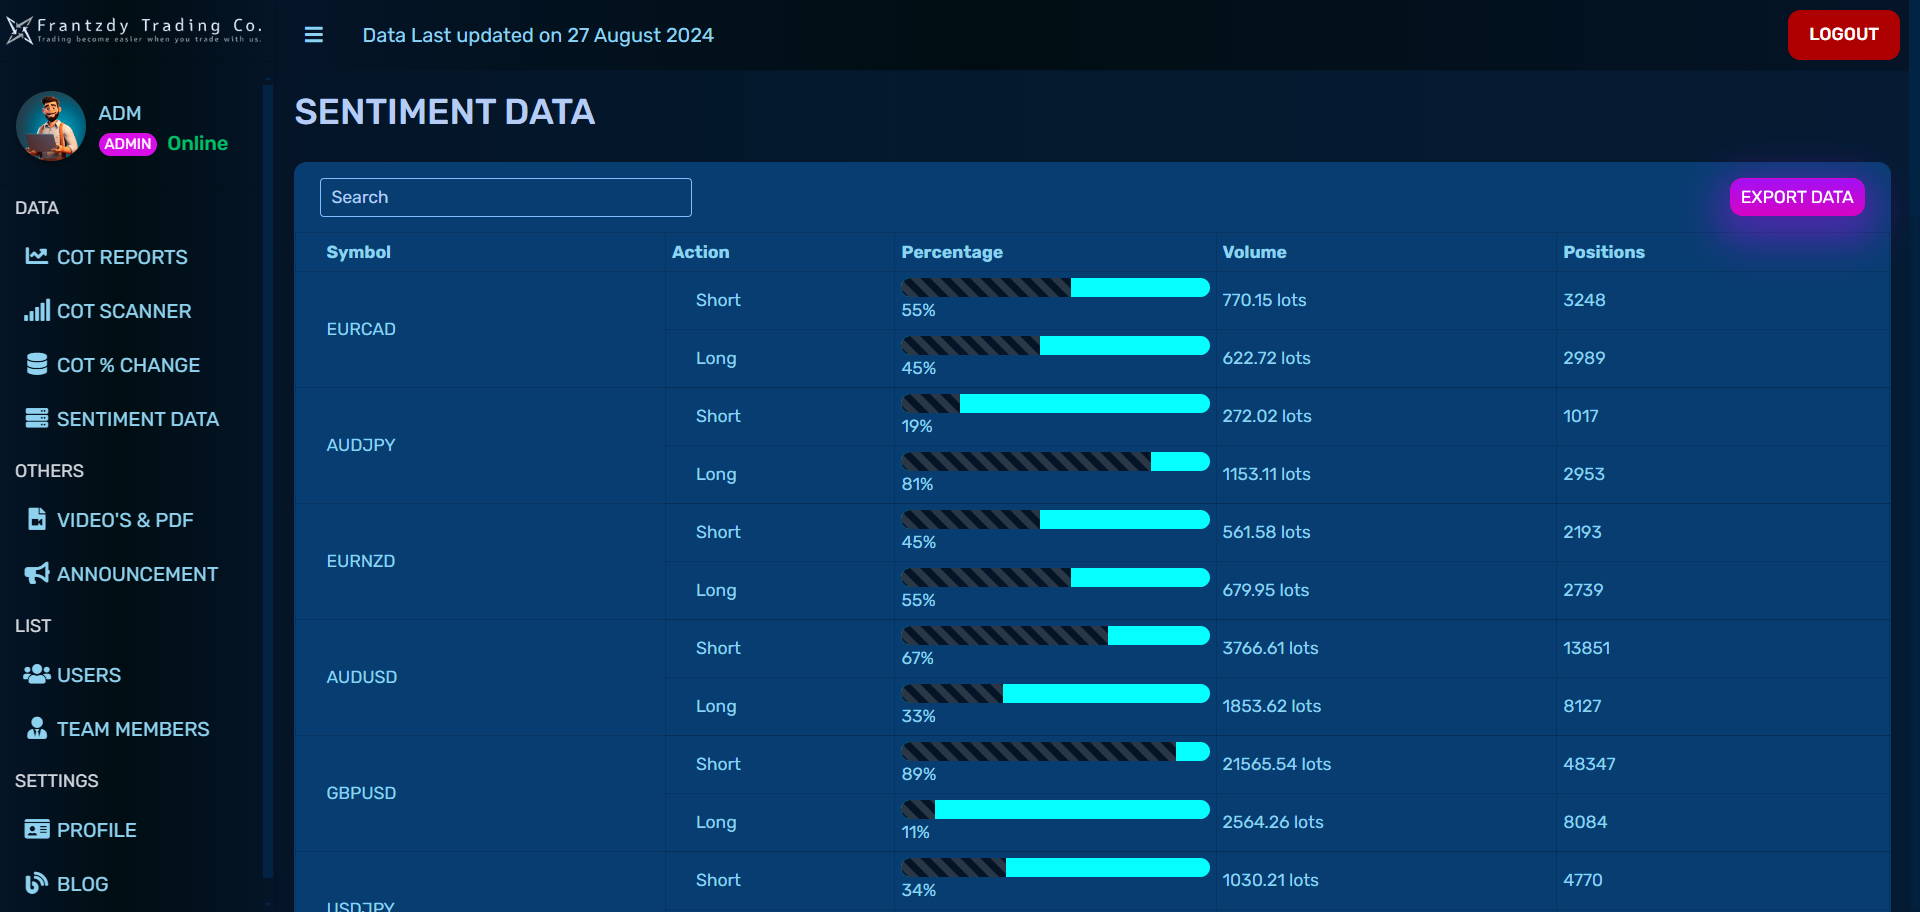 Frantzdy Trading Co.
Trading become easier when you trade with us.
Data Last updated on 27 August 2024
LOGOUT
ADM
ADMIN Online
DATA
COT REPORTS
COT SCANNER
COT % CHANGE
SENTIMENT DATA
OTHERS
VIDEO'S & PDF
ANNOUNCEMENT
LIST
USERS
TEAM MEMBERS
SETTINGS
PROFILE
BLOG
SENTIMENT DATA
Search
EXPORT DATA
Symbol Action Percentage Volume Positions
EURCAD
Short 55% 770.15 lots 3248
Long 45% 622.72 lots 2989
AUDJPY
Short 19% 272.02 lots 1017
Long 81% 1153.11 lots 2953
EURNZD
Short 45% 561.58 lots 2193
Long 55% 679.95 lots 2739
AUDUSD
Short 67% 3766.61 lots 13851
Long 33% 1853.62 lots 8127
GBPUSD
Short 89% 21565.54 lots 48347
Long 11% 2564.26 lots 8084
USDJPY
Short 34% 1030.21 lots 4770